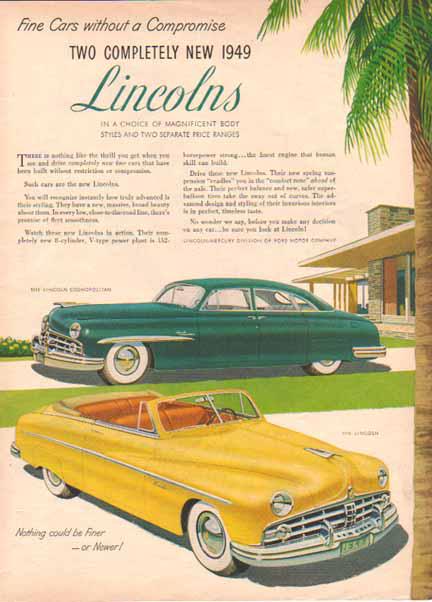 Fine Cars without a Compromise
TWO COMPLETELY NEW 1949
Lincolns
IN A CHOICE OF MAGNIFICENT BODY
STYLES AND TWO SEPARATE PRICE RANGES
THERE is nothing like the thrill you get when you
see and drive completely new fine cars that have
been built without restriction or compromise.
Such cars are the new Lincolns.
You will recognize instantly how truly advanced is
their styling. They have a new, massive, broad beauty
about them. In every low, close-to-the-road line, there's
promise of fleet smoothness.
Watch these new Lincolns in action. Their com-
pletely new 8-cylinder, V-type power plant is 152-
horsepower strong...the finest engine that human
skill can build.
Drive these new Lincolns. Their new spring sus-
pension "cradles" you in the "comfort zone" ahead of
the axle. Their perfect balance and new, safer super-
balloon tires take the sway out of curves. The ad-
vanced design and styling of their luxurious interiors
is in perfect, timeless taste.
No wonder we say, before you make any decision
on any car...be sure you look at Lincoln!
LINCOLN-MERCURY DIVISION OF FORD MOTOR COMPANY
THE LINCOLN COSMOPOLITAN
THE LINCOLN
Nothing could be Finer
—or Newer!